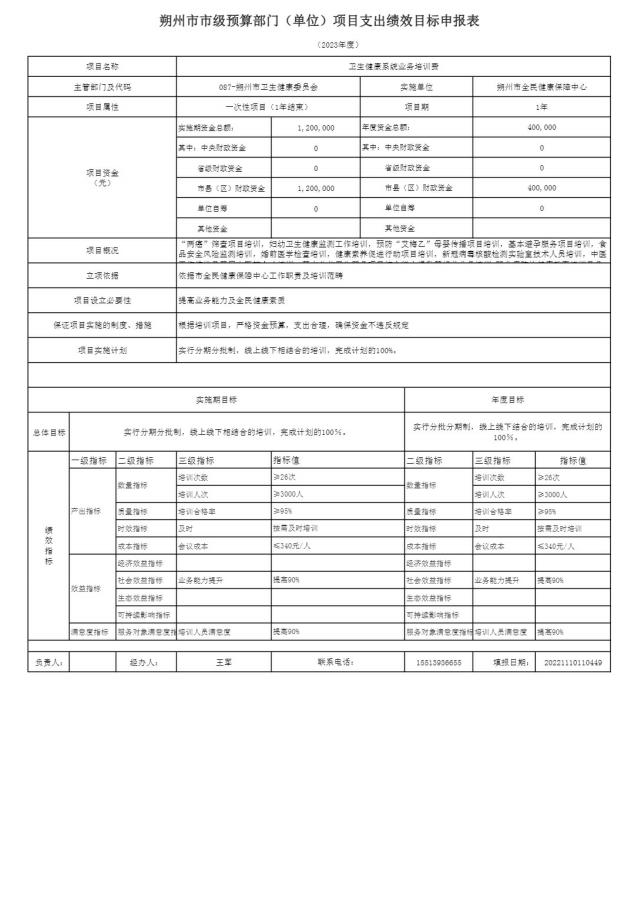 朔州市市级预算部门（单位）项目支出绩效目标申报表
（2023年度）
项目名称 卫生健康系统业务培训费
主管部门及代码 087-朔州市卫生健康委员会 实施单位 朔州市全民健康保障中心
项目属性 一次性项目（1年结束） 项目期 1年
项目资金（元） 实施期资金总额： 1,200,000 年度资金总额： 400,000
其中：中央财政资金 0 其中：中央财政资金 0
省级财政资金 0 省级财政资金 0
市县（区）财政资金 1,200,000 市县（区）财政资金 400,000
单位自筹 0 单位自筹 0
其他资金 其他资金
项目概况 “两癌”筛查项目培训，妇幼卫生健康监测工作培训，预防“艾梅乙”母婴传播项目培训，基本避孕服务项目培训，食
品安全风险监测培训，婚前医学检查培训，健康素养促进行动项目培训，新冠病毒核酸检测实验室技术人员培训，中医
立项依据 依据市全民健康保障中心工作职责及培训范畴
项目设立必要性 提高业务能力及全民健康素质
保证项目实施的制度、措施 根据培训项目，严格资金预算，支出合理，确保资金不违反规定
项目实施计划 实行分期分批制，线上线下相结合的培训，完成计划的100%。
实施期目标 年度目标
总体目标 实行分期分批制，线上线下相结合的培训，完成计划的100%。 实行分批分期制，线上线下结合的培训，完成计划的
100%。
绩效指标 一级指标 二级指标 三级指标 指标值 二级指标 三级指标 指标值
产出指标 数量指标 培训次数 ≥26次 数量指标 培训次数 ≥26次
培训人次 ≥3000人 培训人次 ≥3000人
质量指标 培训合格率 ≥95% 质量指标 培训合格率 ≥95%
时效指标 及时 按需及时培训 时效指标 及时 按需及时培训
成本指标 会议成本 ≤340元/人 成本指标 会议成本 ≤340元/人
效益指标 经济效益指标 经济效益指标
社会效益指标 业务能力提升 提高90% 社会效益指标 业务能力提升 提高90%
生态效益指标 生态效益指标
可持续影响指标 可持续影响指标
满意度指标 服务对象满意度指 培训人员满意度 提高90% 服务对象满意度指标 培训人员满意度 提高90%
负责人： 经办人： 王军 联系电话： 15513936655 填报日期： 20221110110449